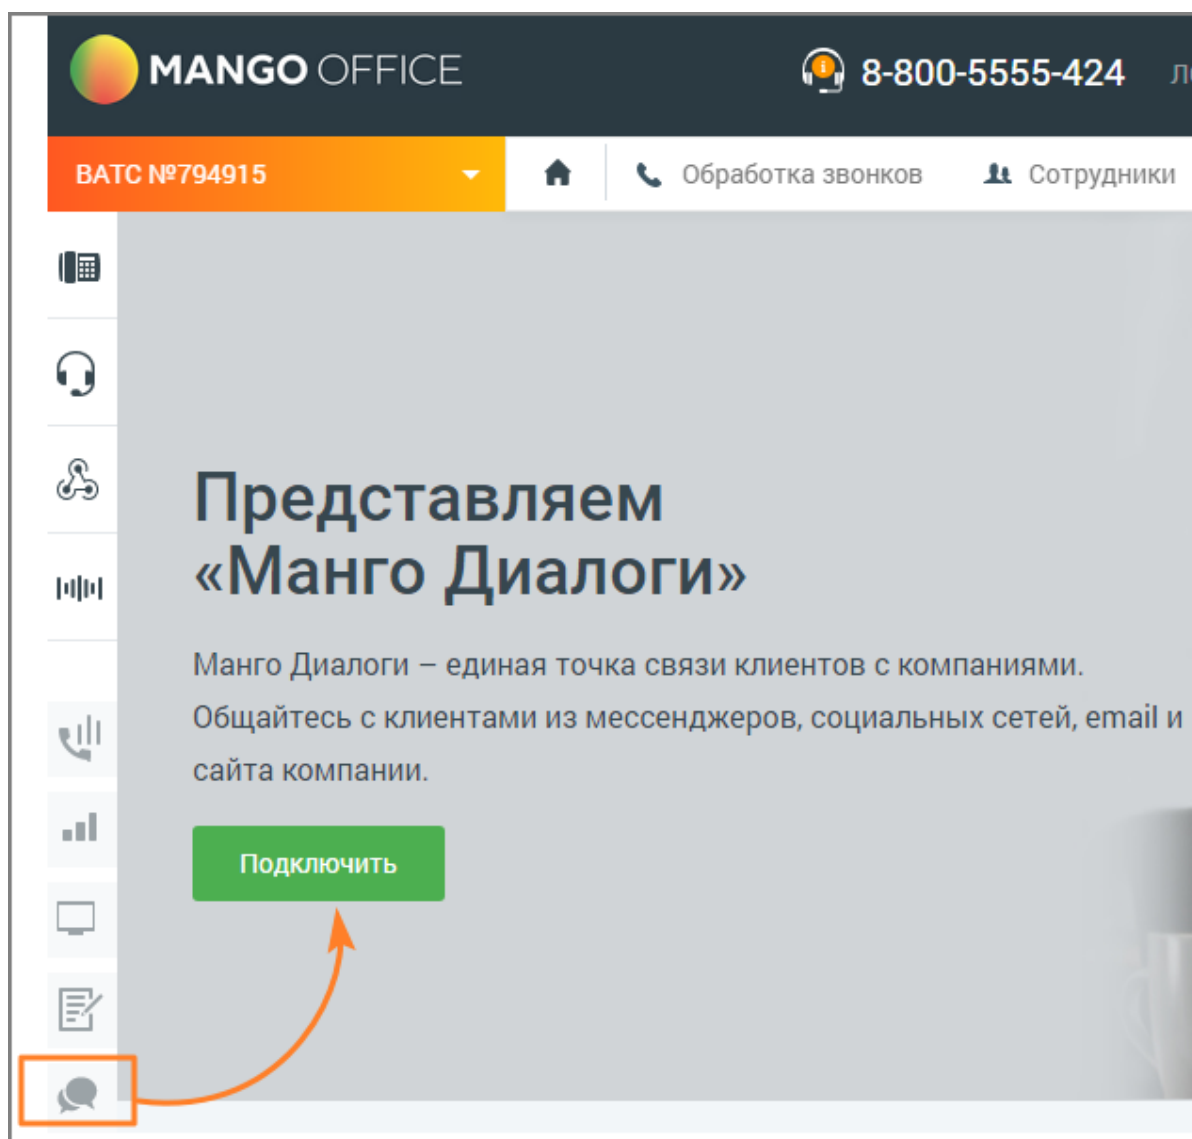 MANGO OFFICE
8-800-5555-424
ВАТС №794915
Обработка звонков
Сотрудники
Представляем
«Манго Диалоги»
Манго Диалоги – единая точка связи клиентов с компаниями.
Общайтесь с клиентами из мессенджеров, социальных сетей, email и
сайта компании.
Подключить